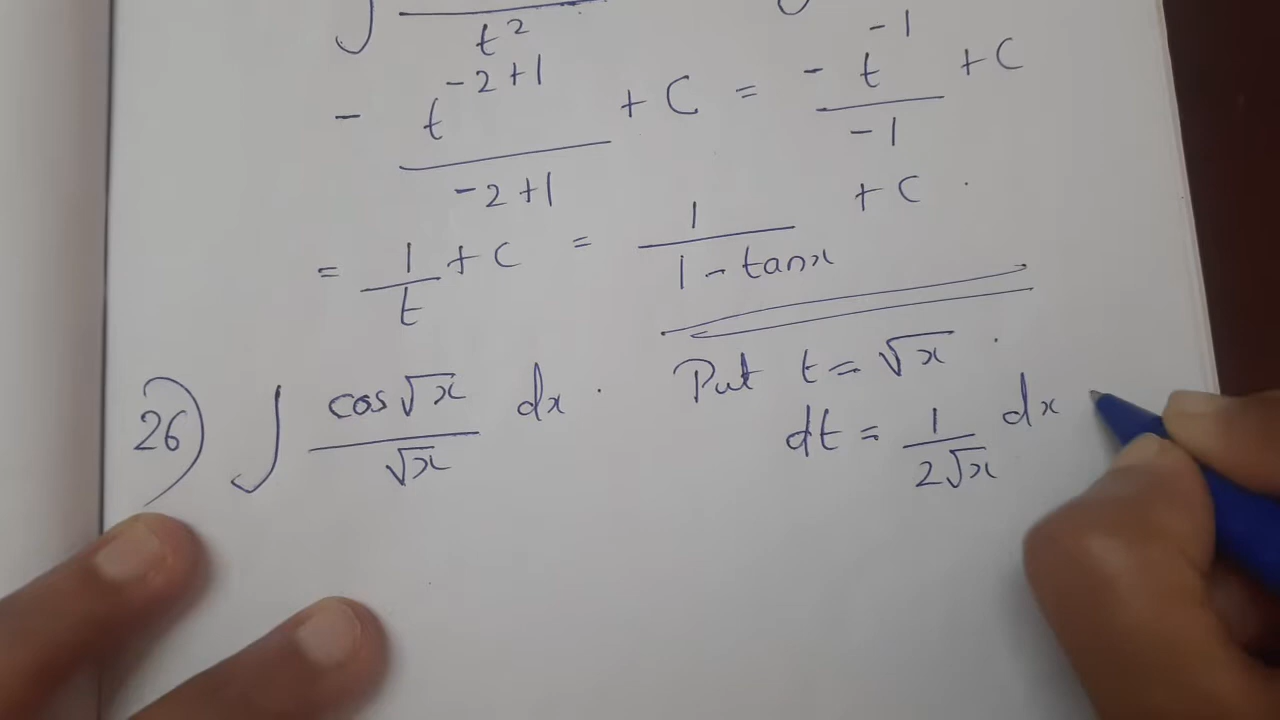 ∫ ――― t²
- t^(-2+1) / (-2+1) + C = - t^(-1) / -1 + C
= 1/t + C = 1/(1 - tanx) + C .
26) ∫ cos√x / √x dx . Put t = √x .
dt = 1/(2√x) dx